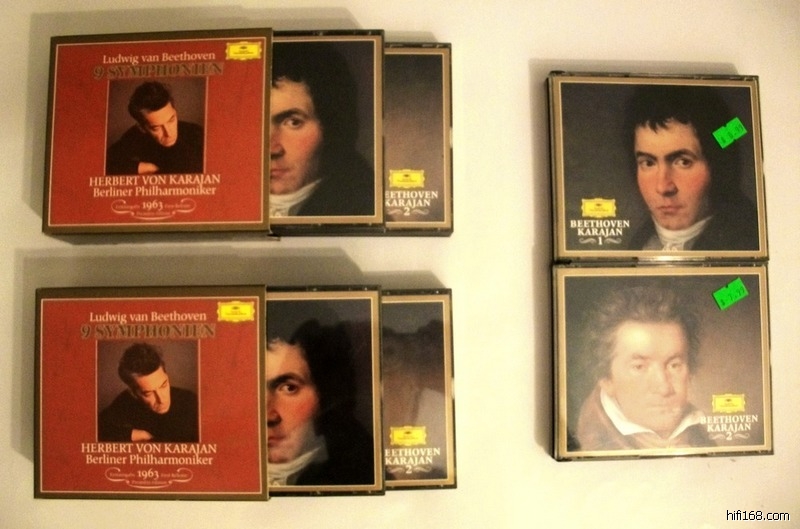 Ludwig van Beethoven
9 SYMPHONIEN
HERBERT VON KARAJAN
Berliner Philharmoniker
1963
EETHOVEN
KARAJAN
2
BEETHOVEN
KARAJAN
1
Ludwig van Beethoven
9 SYMPHONIEN
HERBERT VON KARAJAN
Berliner Philharmoniker
1963
EETHOVEN
KARAJAN
2
BEETHOVEN
KARAJAN
2
hifi168.com